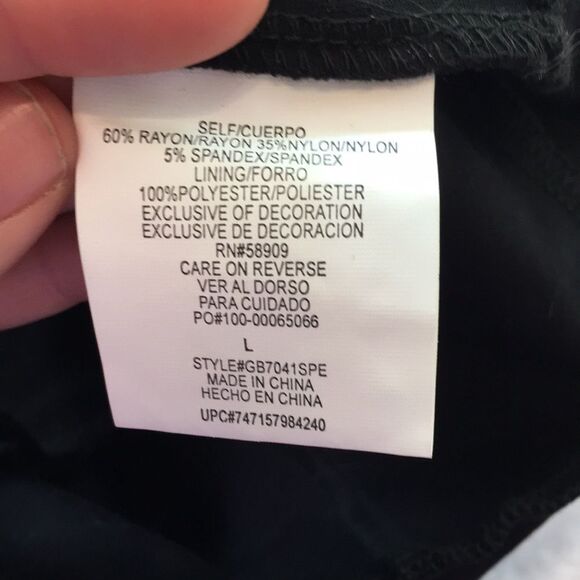 SELF/CUERPO
60% RAYON/RAYON 35%NYLON/NYLON
5% SPANDEX/SPANDEX
LINING/FORRO
100%POLYESTER/POLIESTER
EXCLUSIVE OF DECORATION
EXCLUSIVE DE DECORACION
RN#58909
CARE ON REVERSE
VER AL DORSO
PARA CUIDADO
PO#100-00065066
L
STYLE#GB7041SPE
MADE IN CHINA
HECHO EN CHINA
UPC#747157984240